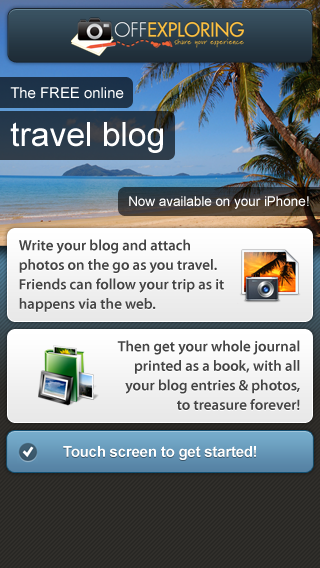 OFFEXPLORING
share your experience
The FREE online
travel blog
Now available on your iPhone!
Write your blog and attach
photos on the go as you travel.
Friends can follow your trip as it
happens via the web.
Then get your whole journal
printed as a book, with all
your blog entries & photos,
to treasure forever!
Touch screen to get started!